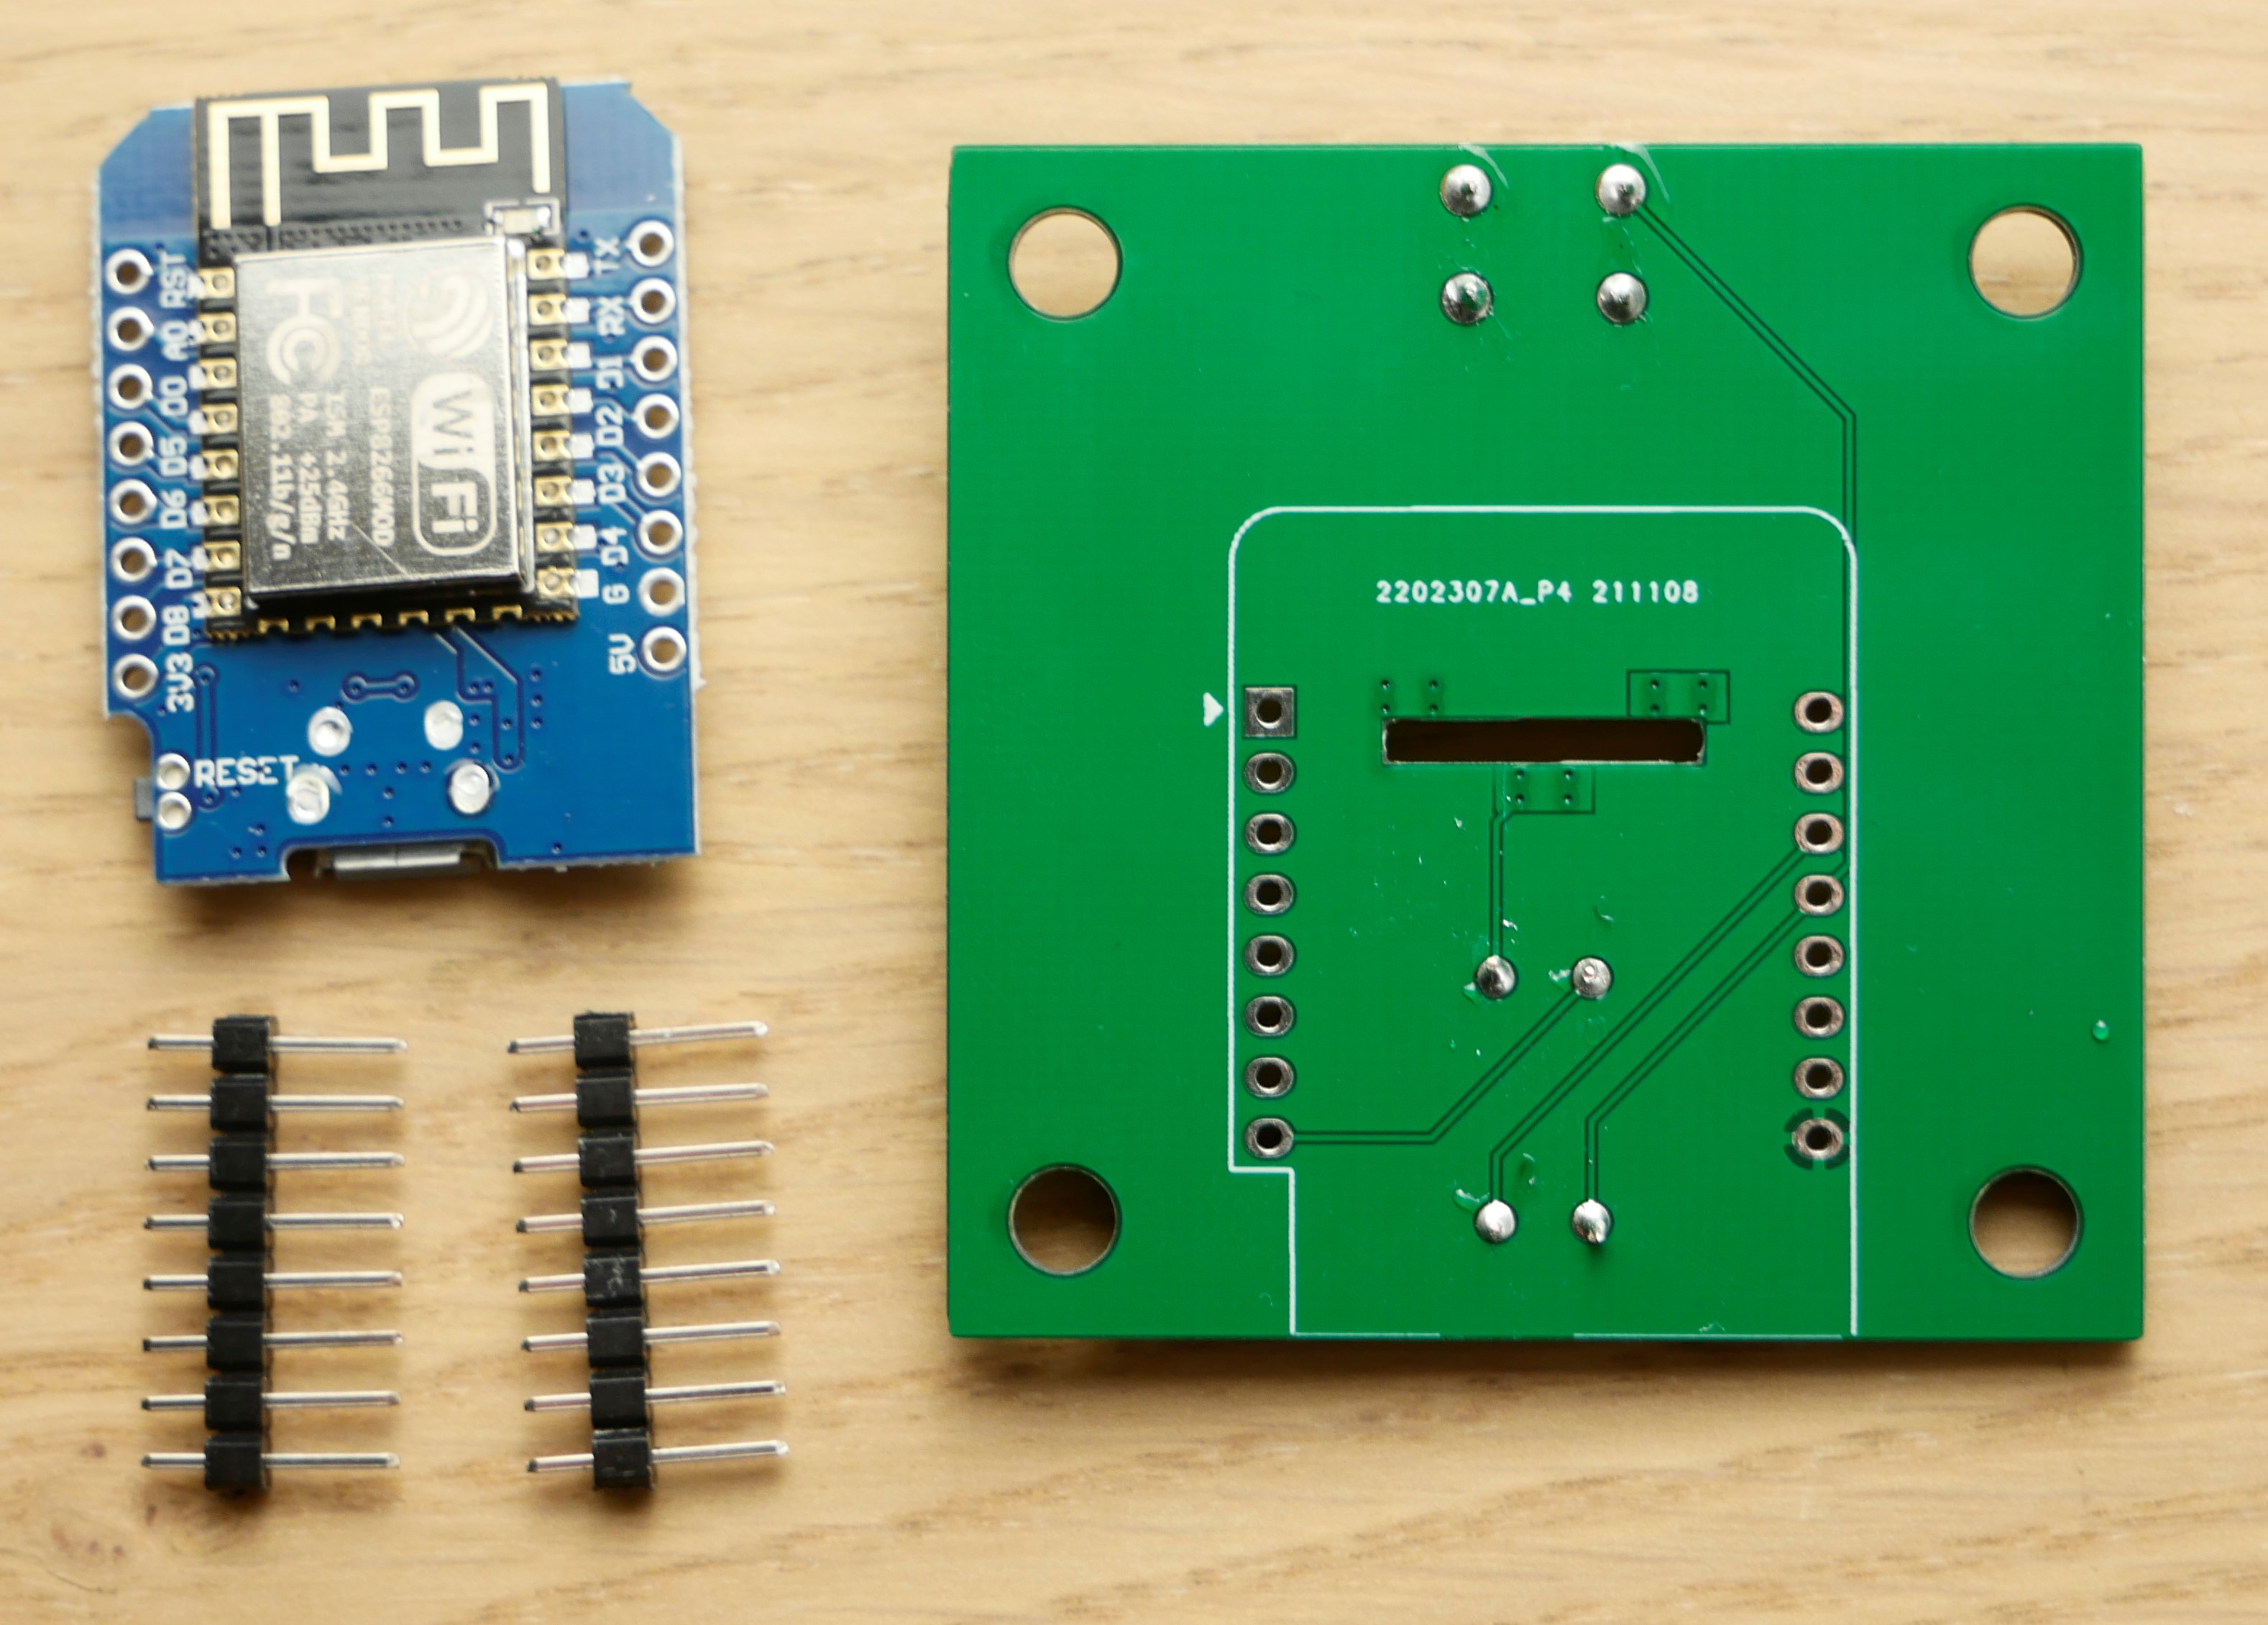 RST
A0
D0
D5
D6
D7
D8
3V3
TX
RX
D1
D2
D3
D4
G
5V
WiFi
ESP8266MOD
ISM 2.4GHz
PA +25dBm
802.11b/g/n
RESET
2202307A_P4 211108